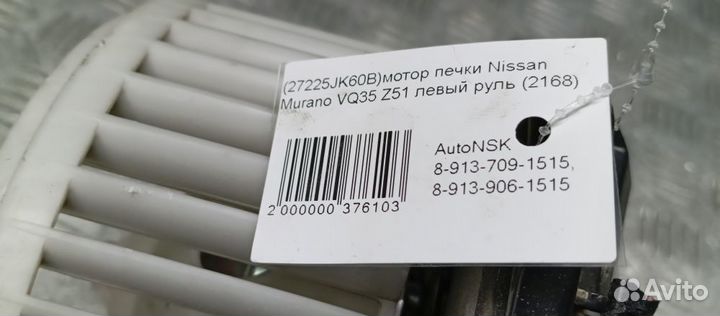 (27225JK60B)мотор печки Nissan
Murano VQ35 Z51 левый руль (2168)
AutoNSK
8-913-709-1515,
8-913-906-1515
2 000000 376103
Avito